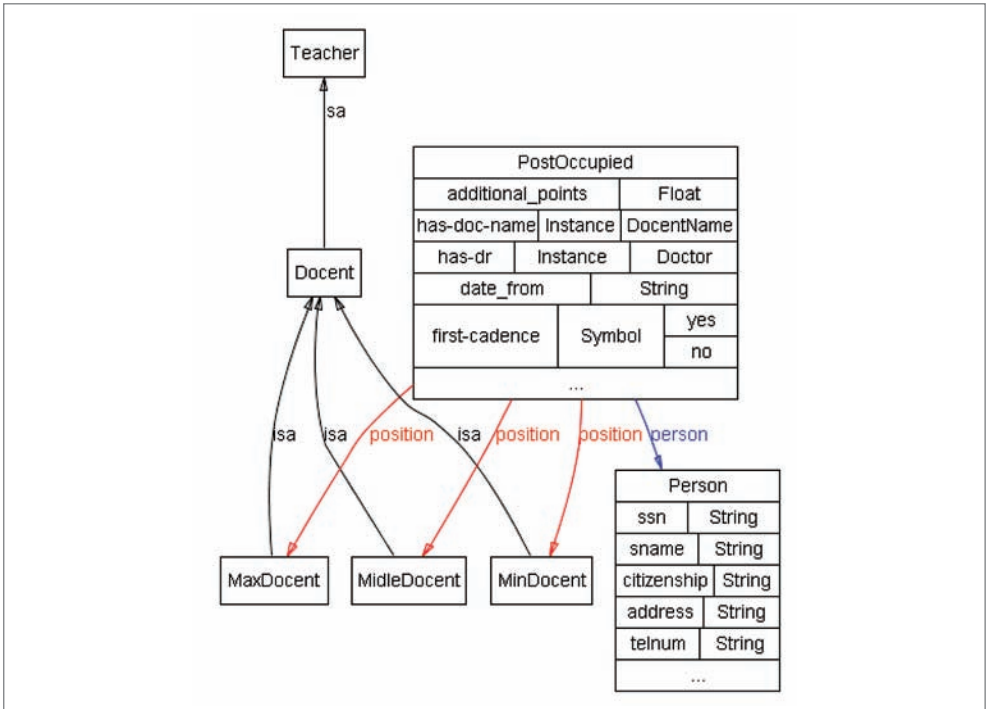 Teacher
isa
PostOccupied
additional_points Float
has-doc-name Instance DocentName
Docent
has-dr Instance Doctor
date_from String
first-cadence Symbol yes
no
...
isa isa position isa position position person
Person
ssn String
sname String
MaxDocent MidleDocent MinDocent
citizenship String
address String
telnum String
...